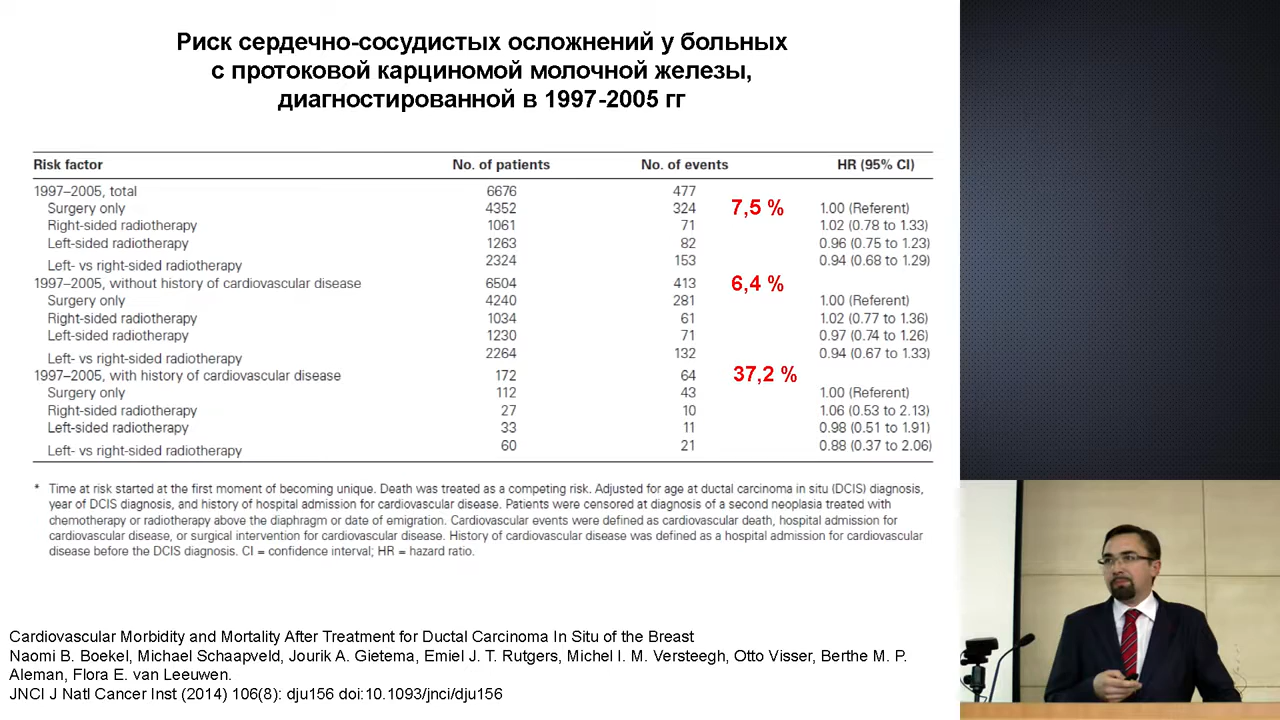 Риск сердечно-сосудистых осложнений у больных
с протоковой карциномой молочной железы,
диагностированной в 1997-2005 гг
Risk factor No. of patients No. of events HR (95% CI)
1997–2005, total 6676 477
Surgery only 4352 324 7,5 % 1.00 (Referent)
Right-sided radiotherapy 1061 71 1.02 (0.78 to 1.33)
Left-sided radiotherapy 1263 82 0.96 (0.75 to 1.23)
Left- vs right-sided radiotherapy 2324 153 0.94 (0.68 to 1.29)
1997–2005, without history of cardiovascular disease 6504 413 6,4 %
Surgery only 4240 281 1.00 (Referent)
Right-sided radiotherapy 1034 61 1.02 (0.77 to 1.36)
Left-sided radiotherapy 1230 71 0.97 (0.74 to 1.26)
Left- vs right-sided radiotherapy 2264 132 0.94 (0.67 to 1.33)
1997–2005, with history of cardiovascular disease 172 64 37,2 %
Surgery only 112 43 1.00 (Referent)
Right-sided radiotherapy 27 10 1.06 (0.53 to 2.13)
Left-sided radiotherapy 33 11 0.98 (0.51 to 1.91)
Left- vs right-sided radiotherapy 60 21 0.88 (0.37 to 2.06)
* Time at risk started at the first moment of becoming unique. Death was treated as a competing risk. Adjusted for age at ductal carcinoma in situ (DCIS) diagnosis,
year of DCIS diagnosis, and history of hospital admission for cardiovascular disease. Patients were censored at diagnosis of a second neoplasia treated with
chemotherapy or radiotherapy above the diaphragm or date of emigration. Cardiovascular events were defined as cardiovascular death, hospital admission for
cardiovascular disease, or surgical intervention for cardiovascular disease. History of cardiovascular disease was defined as a hospital admission for cardiovascular
disease before the DCIS diagnosis. CI = confidence interval; HR = hazard ratio.
Cardiovascular Morbidity and Mortality After Treatment for Ductal Carcinoma In Situ of the Breast
Naomi B. Boekel, Michael Schaapveld, Jourik A. Gietema, Emiel J. T. Rutgers, Michel I. M. Versteegh, Otto Visser, Berthe M. P.
Aleman, Flora E. van Leeuwen.
JNCI J Natl Cancer Inst (2014) 106(8): dju156 doi:10.1093/jnci/dju156